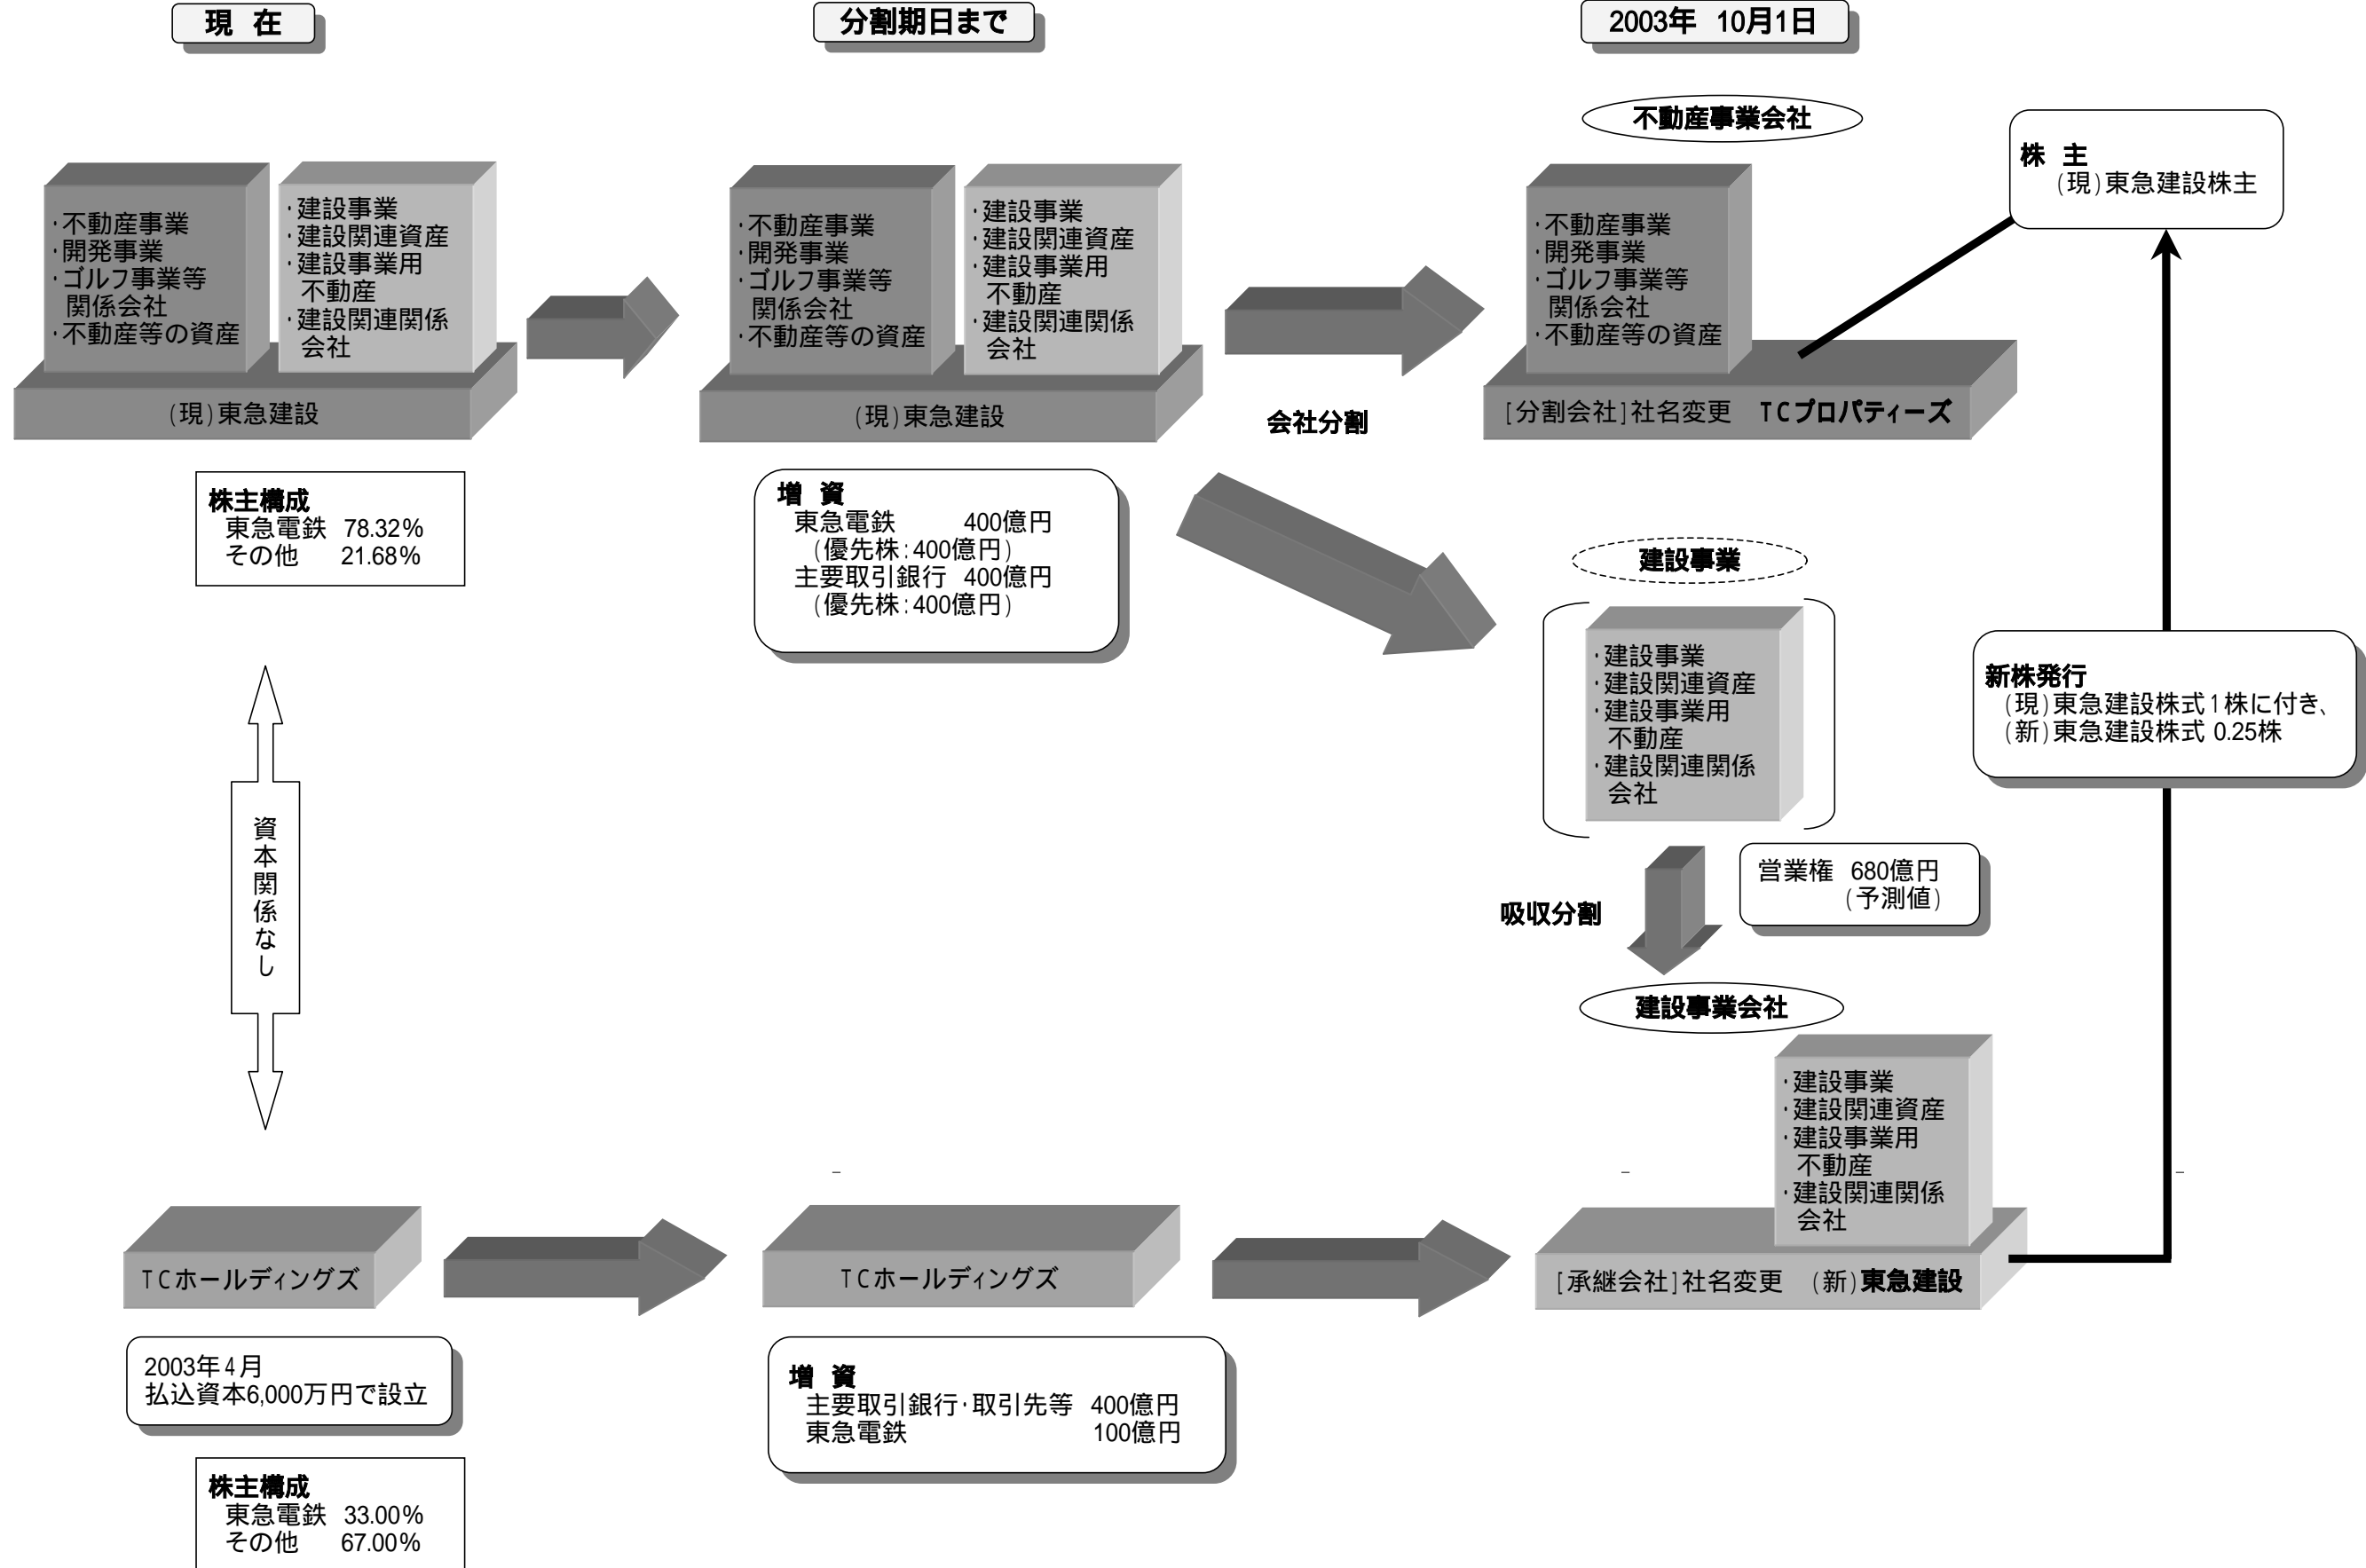 現 在
分割期日まで
2003年 10月1日
不動産事業会社
株 主
(現)東急建設株主
・不動産事業
・開発事業
・ゴルフ事業等
関係会社
・不動産等の資産
・建設事業
・建設関連資産
・建設事業用
不動産
・建設関連関係
会社
(現)東急建設
・不動産事業
・開発事業
・ゴルフ事業等
関係会社
・不動産等の資産
・建設事業
・建設関連資産
・建設事業用
不動産
・建設関連関係
会社
(現)東急建設
会社分割
・不動産事業
・開発事業
・ゴルフ事業等
関係会社
・不動産等の資産
[分割会社]社名変更 TCプロパティーズ
株主構成
東急電鉄 78.32%
その他 21.68%
増 資
東急電鉄 400億円
(優先株:400億円)
主要取引銀行 400億円
(優先株:400億円)
建設事業
・建設事業
・建設関連資産
・建設事業用
不動産
・建設関連関係
会社
新株発行
(現)東急建設株式1株に付き、
(新)東急建設株式 0.25株
資本関係なし
吸収分割
営業権 680億円
(予測値)
建設事業会社
・建設事業
・建設関連資産
・建設事業用
不動産
・建設関連関係
会社
TCホールディングズ
TCホールディングズ
[承継会社]社名変更 (新)東急建設
2003年4月
払込資本6,000万円で設立
増 資
主要取引銀行・取引先等 400億円
東急電鉄 100億円
株主構成
東急電鉄 33.00%
その他 67.00%